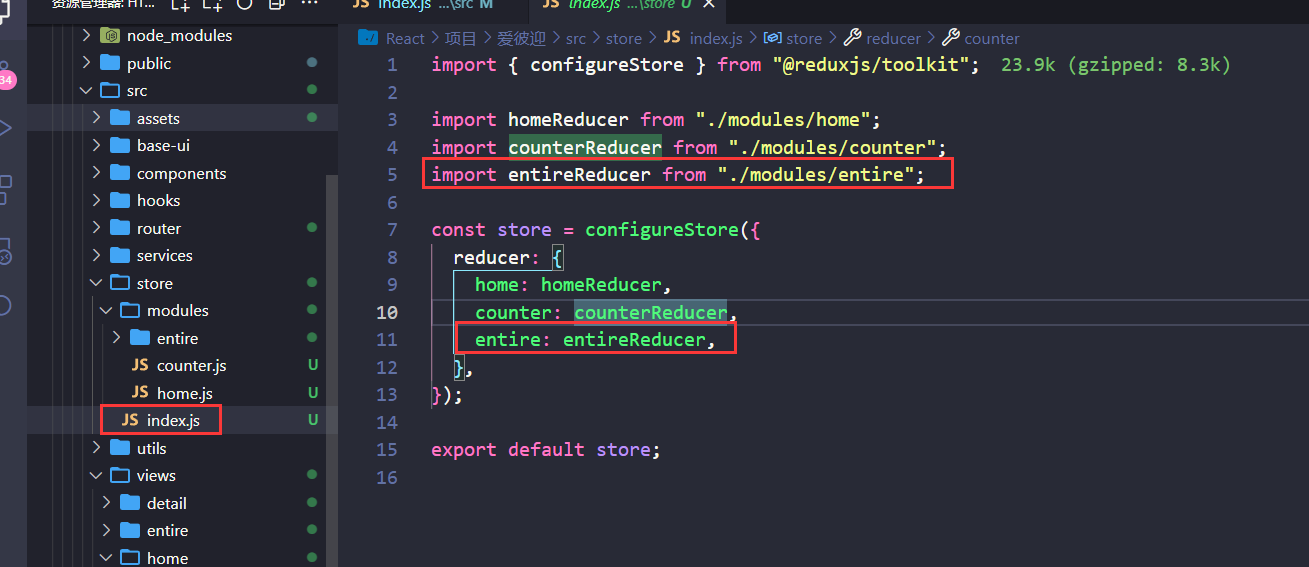 资源管理器: HT...
34
node_modules
public
src
assets
base-ui
components
hooks
router
services
store
modules
entire
JS counter.js U
JS home.js U
JS index.js U
utils
views
detail
entire
home
JS index.js ...\src M
JS index.js ...\store U
React > 项目 > 爱彼迎 > src > store > JS index.js > store > reducer > counter
1 import { configureStore } from "@reduxjs/toolkit"; 23.9k (gzipped: 8.3k)
2
3 import homeReducer from "./modules/home";
4 import counterReducer from "./modules/counter";
5 import entireReducer from "./modules/entire";
6
7 const store = configureStore({
8 reducer: {
9 home: homeReducer,
10 counter: counterReducer,
11 entire: entireReducer,
12 },
13 });
14
15 export default store;
16